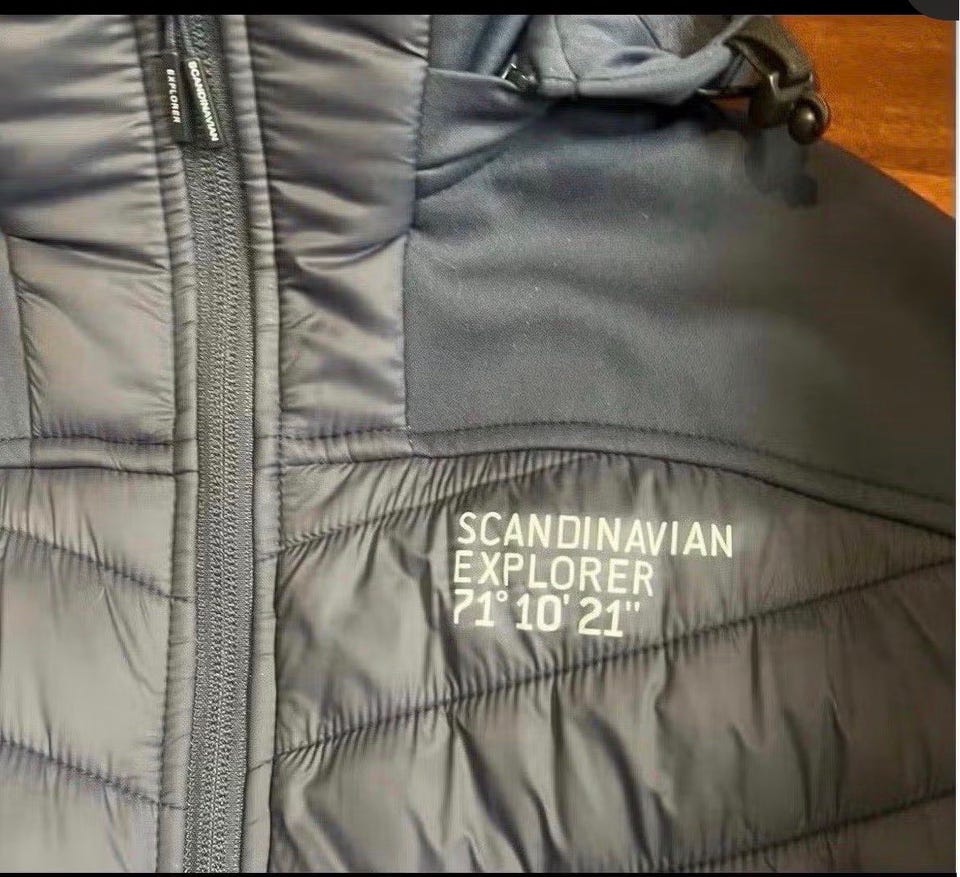 SCANDINAVIAN
EXPLORER
SCANDINAVIAN
EXPLORER
71° 10' 21"